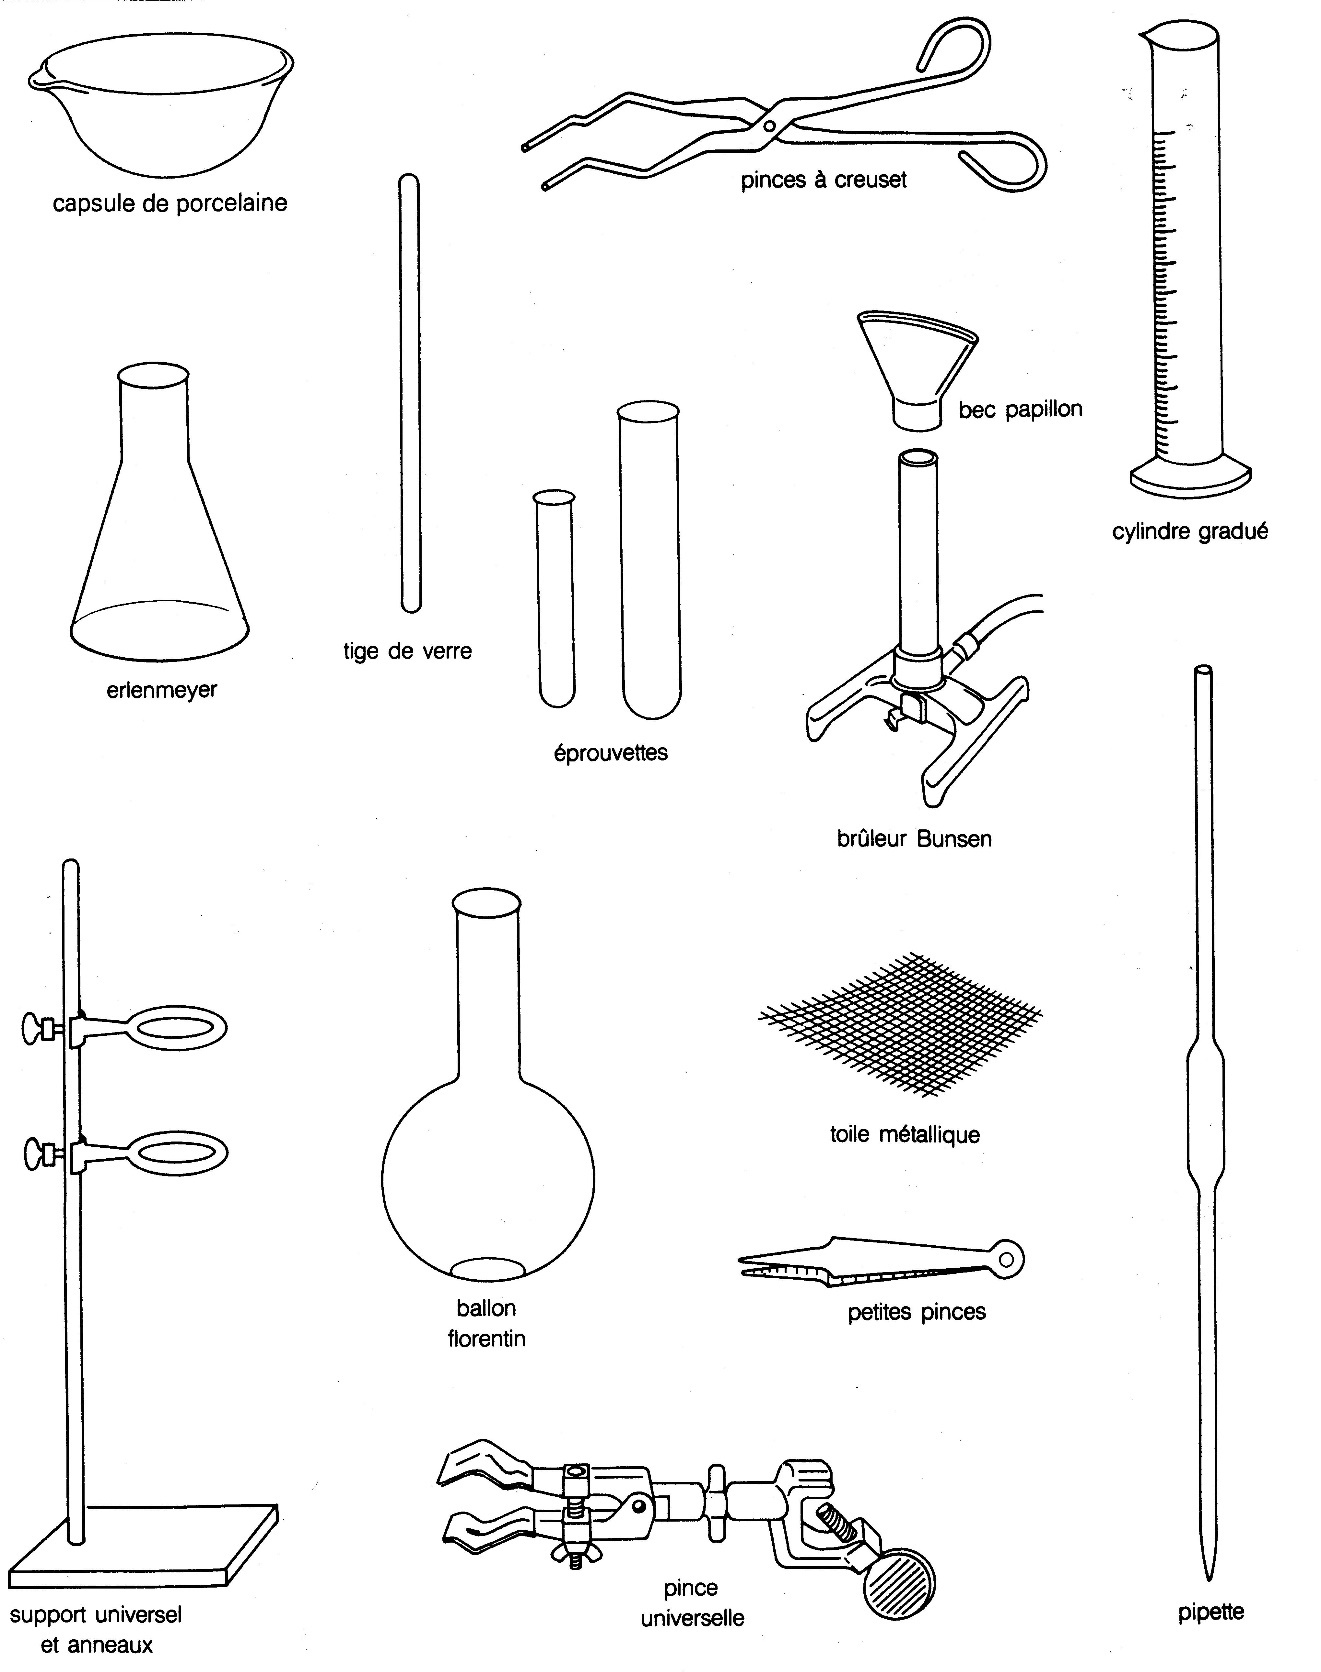 capsule de porcelaine
pinces à creuset
bec papillon
cylindre gradué
tige de verre
erlenmeyer
éprouvettes
brûleur Bunsen
toile métallique
ballon
florentin
petites pinces
pince
universelle
pipette
support universel
et anneaux